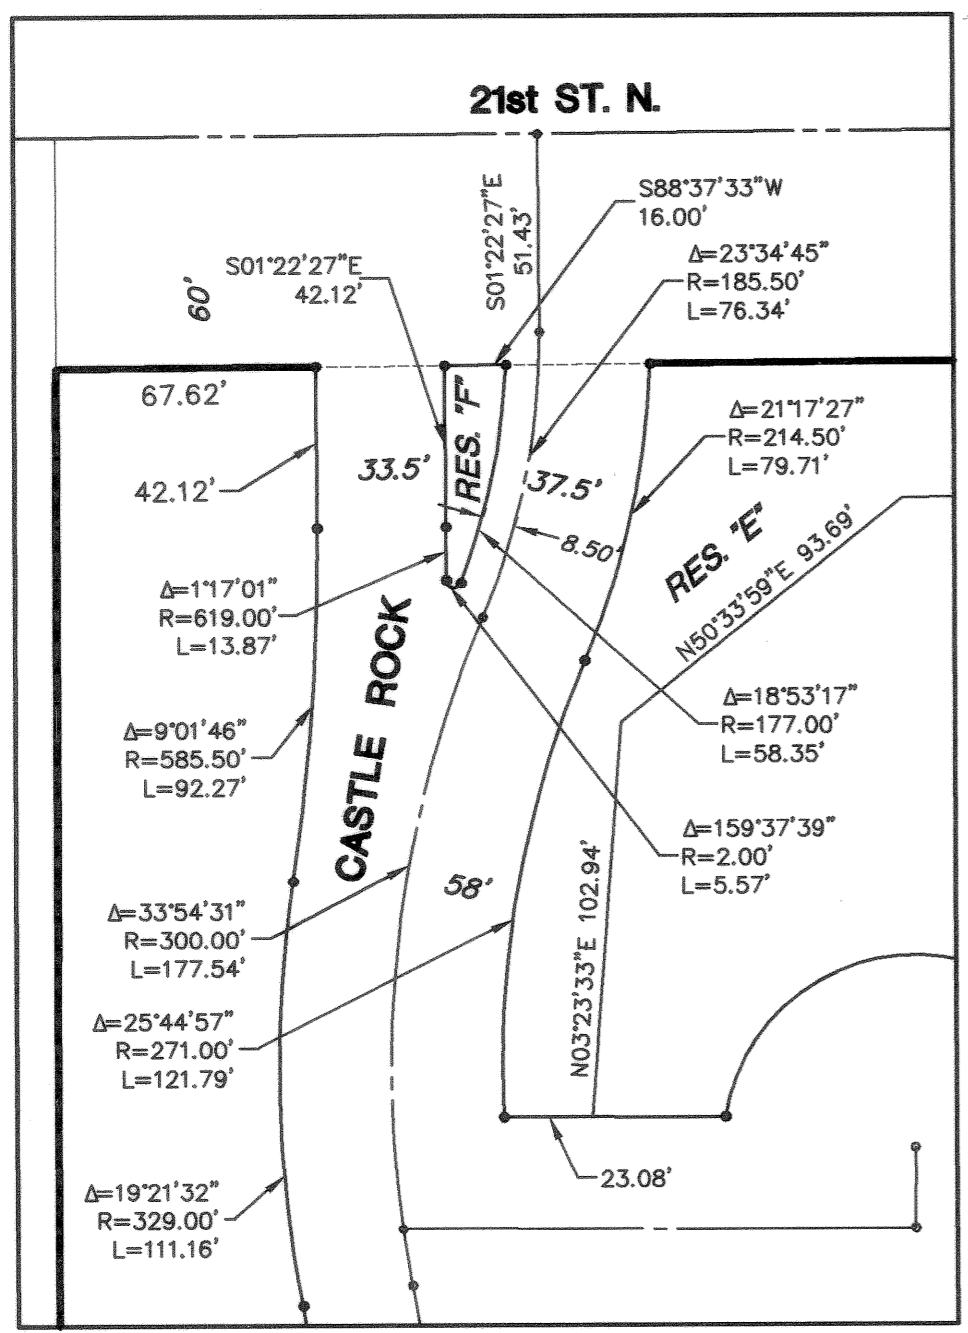 21st ST. N.
S88°37'33"W
16.00'
S01°22'27"E
51.43'
Δ=23°34'45"
R=185.50'
L=76.34'
S01°22'27"E
42.12'
60'
67.62'
RES. "F"
33.5'
37.5'
Δ=21°17'27"
R=214.50'
L=79.71'
42.12'
8.50'
RES. "E"
N50°33'59"E 93.69'
Δ=1°17'01"
R=619.00'
L=13.87'
CASTLE ROCK
Δ=18°53'17"
R=177.00'
L=58.35'
Δ=9°01'46"
R=585.50'
L=92.27'
Δ=159°37'39"
R=2.00'
L=5.57'
58'
N03°23'33"E 102.94'
Δ=33°54'31"
R=300.00'
L=177.54'
Δ=25°44'57"
R=271.00'
L=121.79'
23.08'
Δ=19°21'32"
R=329.00'
L=111.16'